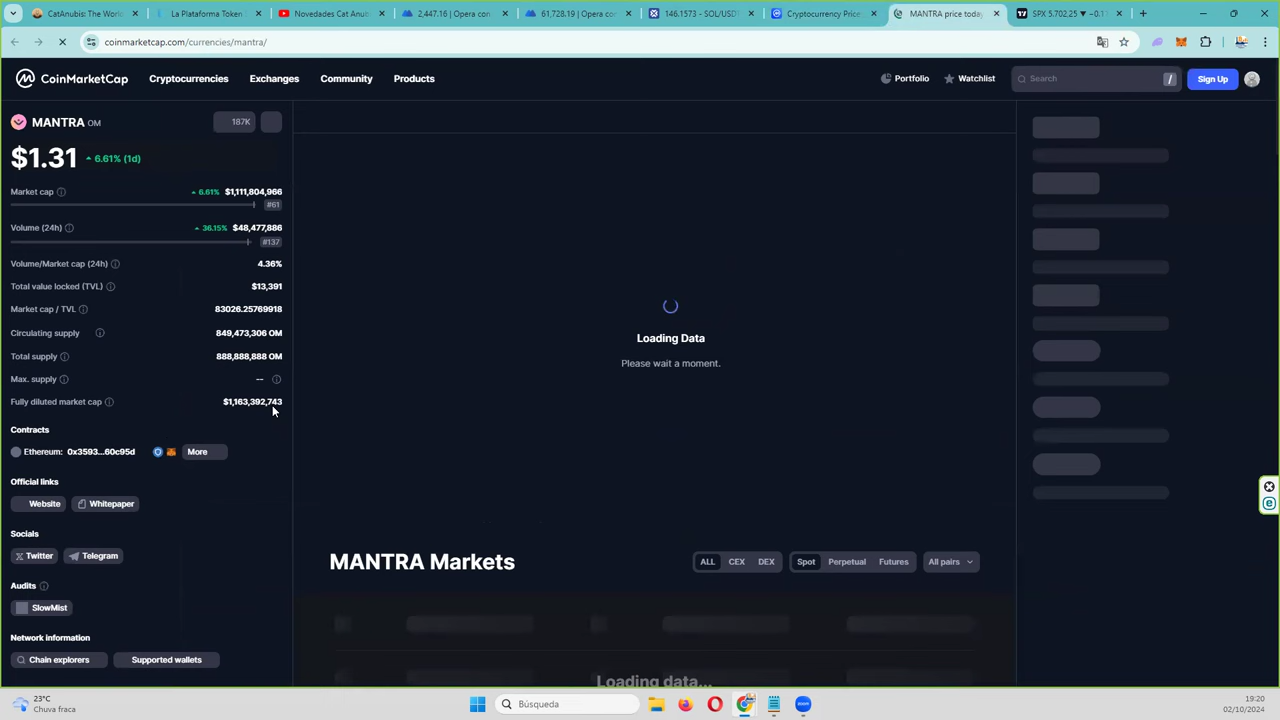 CatAnubis: The World
La Plataforma Token
Novedades Cat Anubi
2,447.16 | Opera con
61,728.19 | Opera con
146.1573 - SOL/USDT
Cryptocurrency Price
MANTRA price today
SPX 5.702,25 ▼ −0.1
coinmarketcap.com/currencies/mantra/
CoinMarketCap Cryptocurrencies Exchanges Community Products Portfolio Watchlist Search / Sign Up
MANTRA OM 187K
$1.31 6.61% (1d)
Market cap 6.61% $1,111,804,966
#61
Volume (24h) 36.15% $48,477,886
#137
Volume/Market cap (24h) 4.36%
Total value locked (TVL) $13,391
Market cap / TVL 83026.25769918
Circulating supply 849,473,306 OM
Total supply 888,888,888 OM
Max. supply --
Fully diluted market cap $1,163,392,743
Contracts
Ethereum: 0x3593...60c95d More
Official links
Website Whitepaper
Socials
Twitter Telegram
Audits
SlowMist
Network information
Chain explorers Supported wallets
Loading Data
Please wait a moment.
MANTRA Markets ALL CEX DEX Spot Perpetual Futures All pairs
Loading data...
23°C
Chuva fraca
Búsqueda
19:20
02/10/2024